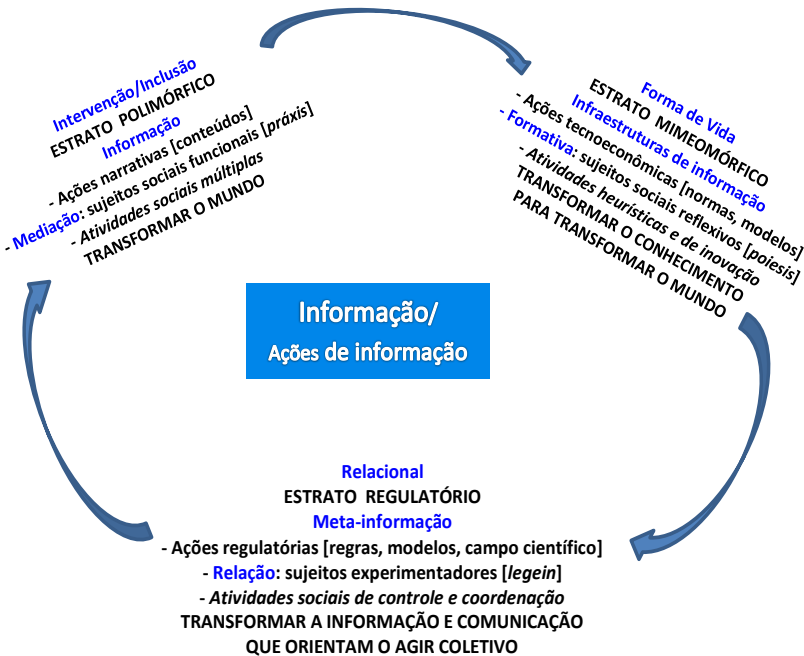 Intervenção/Inclusão
ESTRATO POLIMÓRFICO
Informação
- Ações narrativas [conteúdos]
- Mediação: sujeitos sociais funcionais [práxis]
- Atividades sociais múltiplas
TRANSFORMAR O MUNDO
Forma de Vida
ESTRATO MIMEOMÓRFICO
Infraestruturas de informação
- Ações tecnoeconômicas [normas, modelos]
- Formativa: sujeitos sociais reflexivos [poiesis]
- Atividades heurísticas e de inovação
TRANSFORMAR O CONHECIMENTO
PARA TRANSFORMAR O MUNDO
Informação/
Ações de informação
Relacional
ESTRATO REGULATÓRIO
Meta-informação
- Ações regulatórias [regras, modelos, campo científico]
- Relação: sujeitos experimentadores [legein]
- Atividades sociais de controle e coordenação
TRANSFORMAR A INFORMAÇÃO E COMUNICAÇÃO
QUE ORIENTAM O AGIR COLETIVO